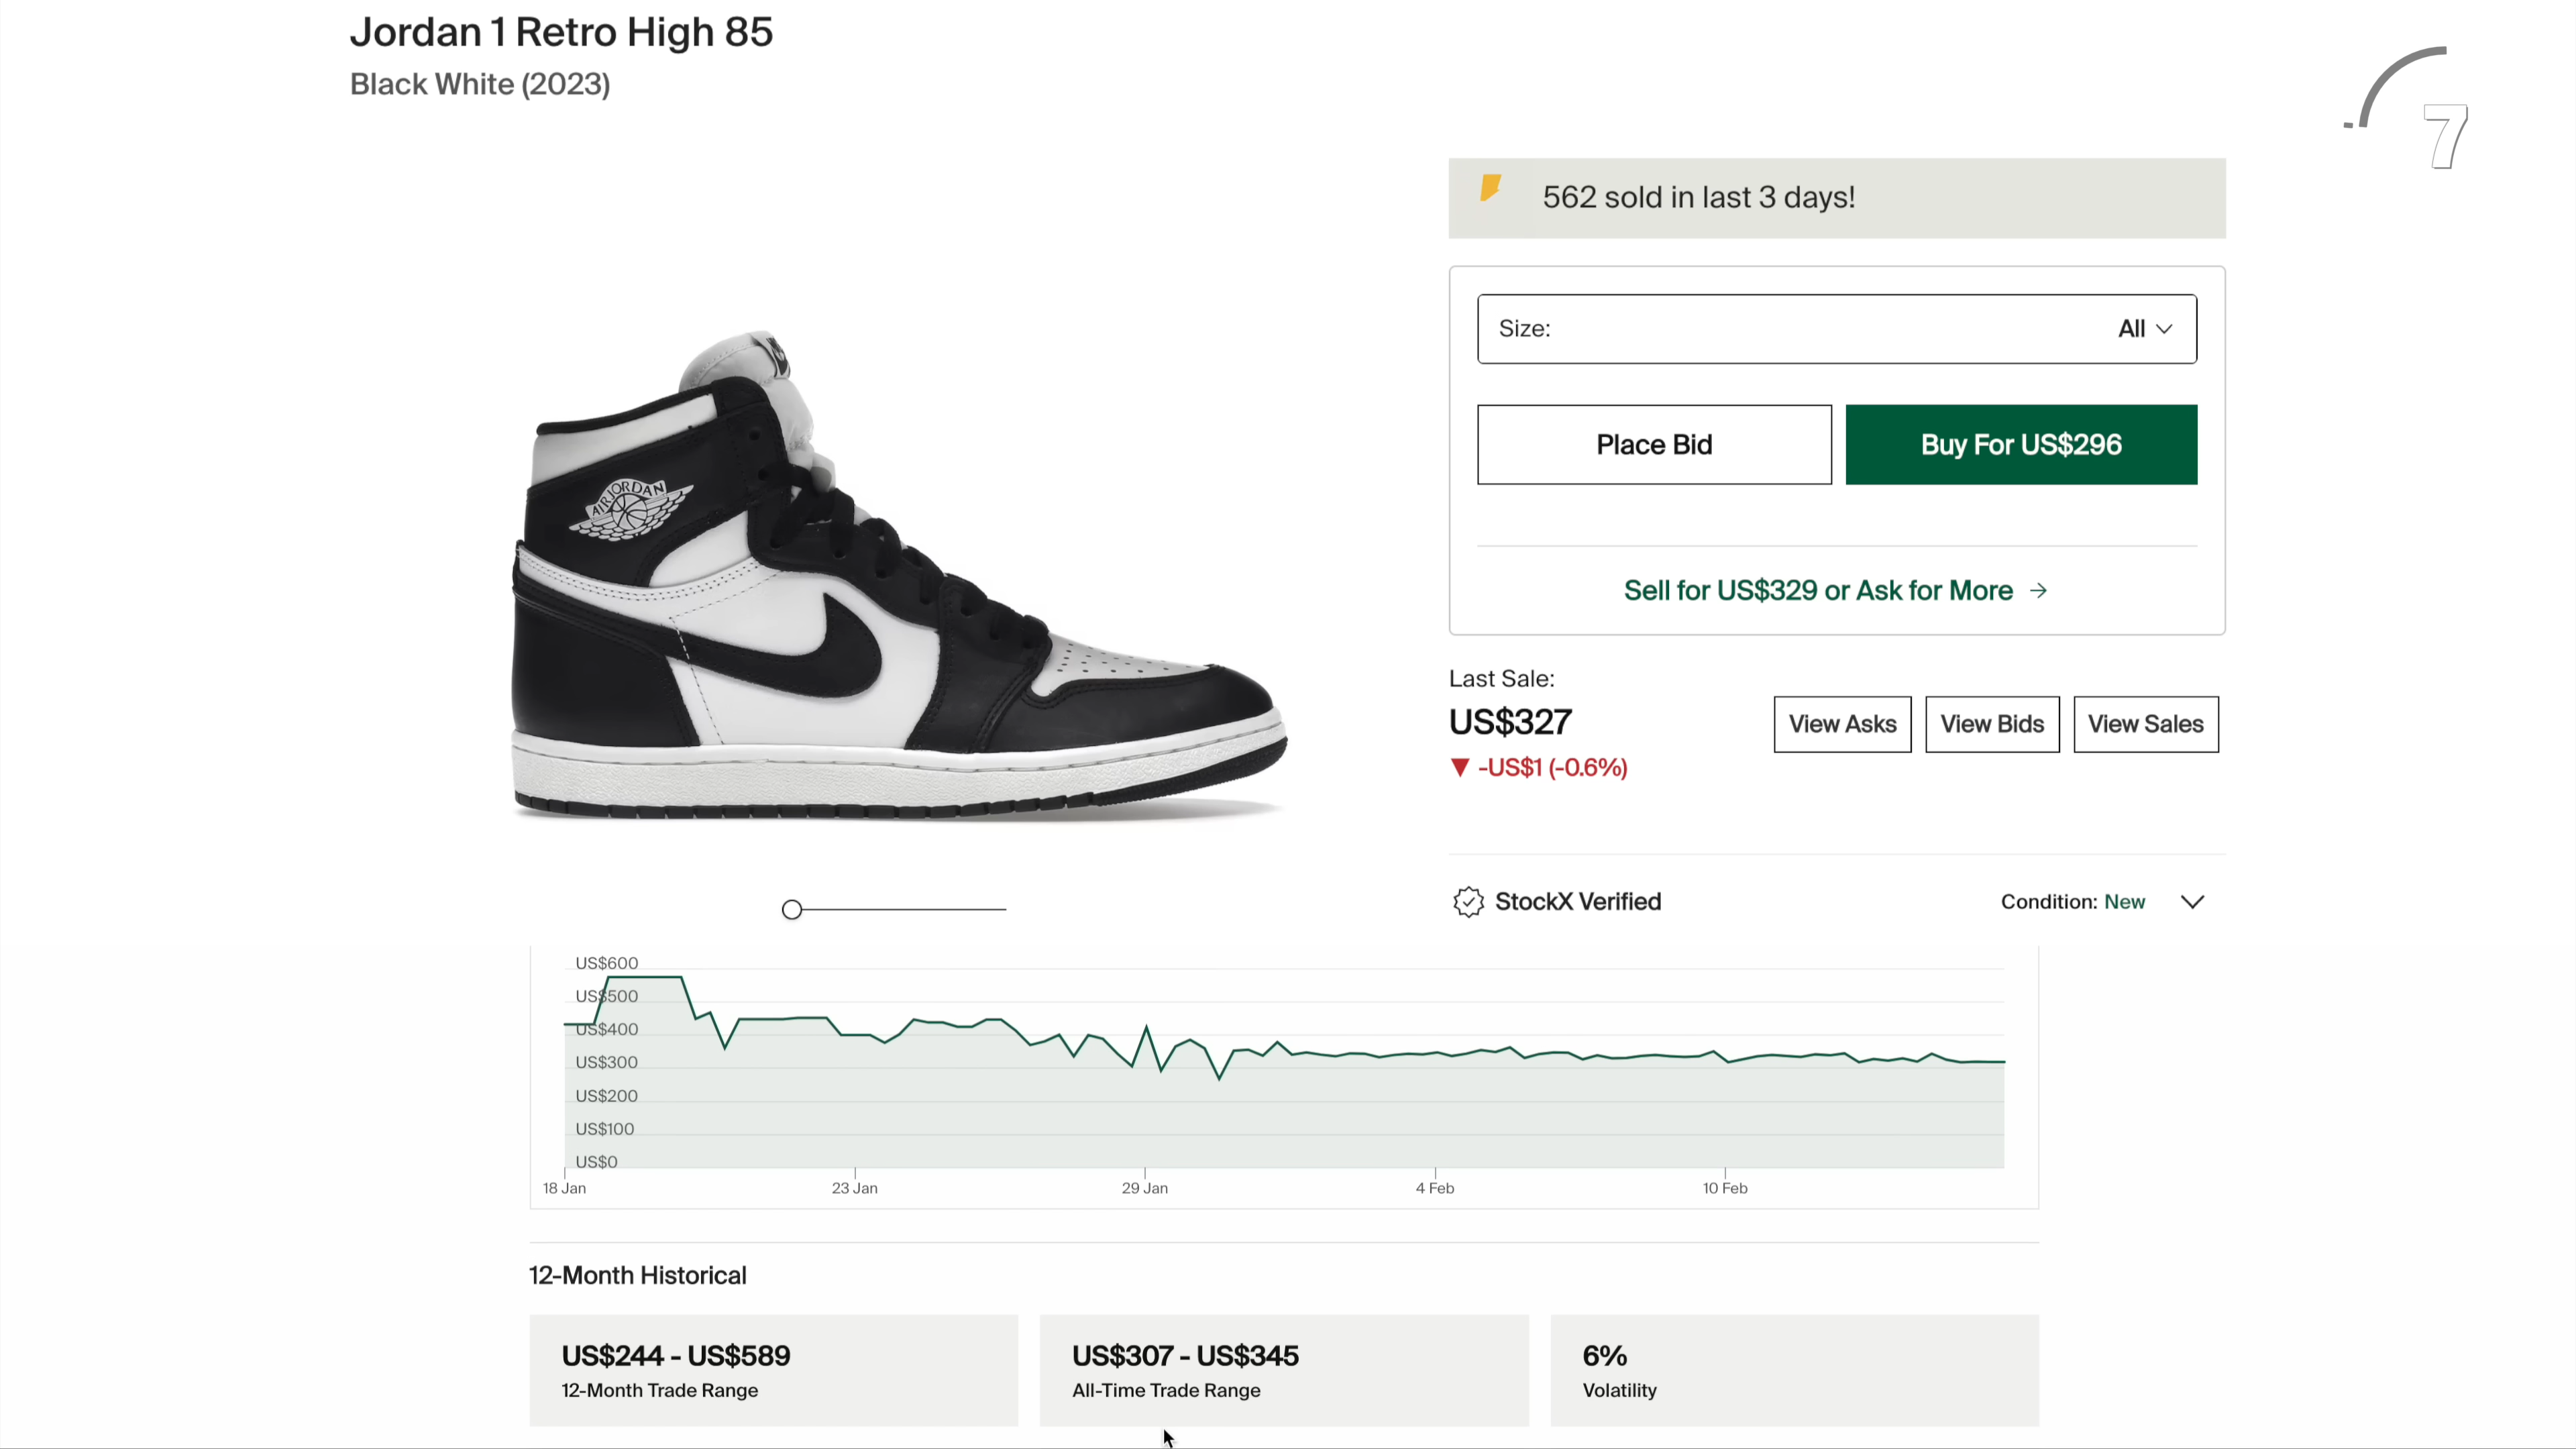 Jordan 1 Retro High 85
Black White (2023)
7
562 sold in last 3 days!
Size: All
Place Bid
Buy For US$296
Sell for US$329 or Ask for More
AIR JORDAN
Last Sale:
US$327
-US$1 (-0.6%)
View Asks
View Bids
View Sales
StockX Verified
Condition: New
US$600
US$500
US$400
US$300
US$200
US$100
US$0
18 Jan
23 Jan
29 Jan
4 Feb
10 Feb
12-Month Historical
US$244 - US$589
12-Month Trade Range
US$307 - US$345
All-Time Trade Range
6%
Volatility